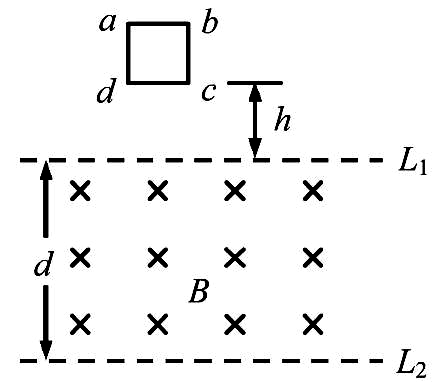 a b
d c
h
L₁
× × × ×
d × × × ×
B
× × × ×
L₂